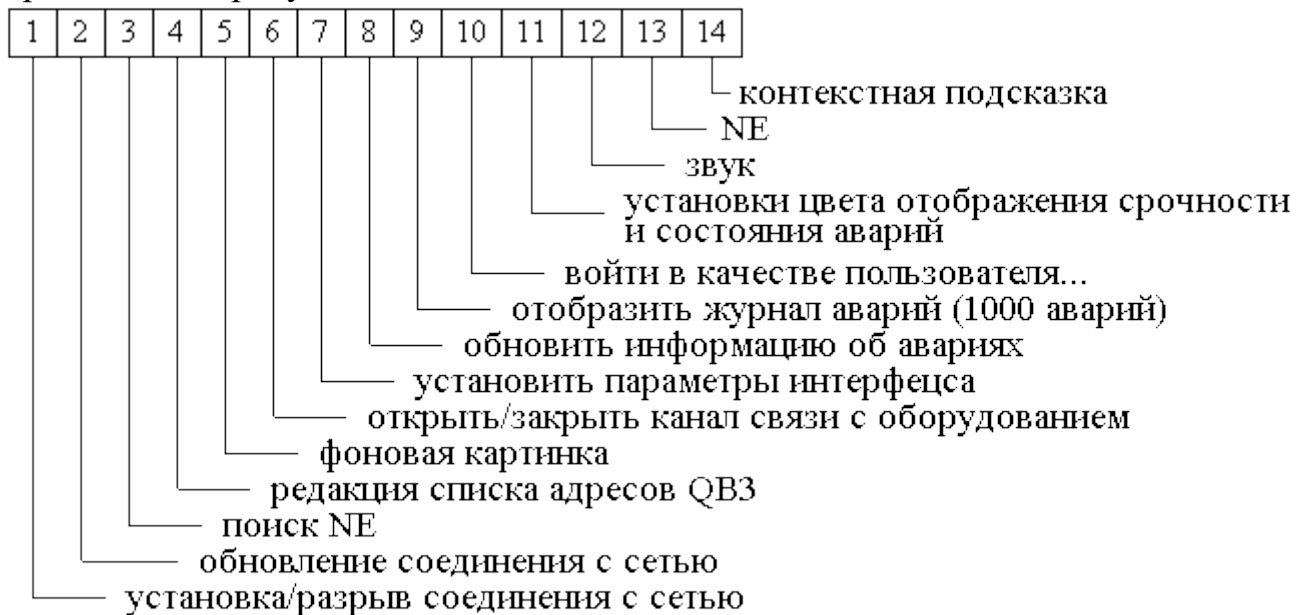 1 2 3 4 5 6 7 8 9 10 11 12 13 14
контекстная подсказка
NE
звук
установки цвета отображения срочности
и состояния аварий
войти в качестве пользователя...
отобразить журнал аварий (1000 аварий)
обновить информацию об авариях
установить параметры интерфецса
открыть/закрыть канал связи с оборудованием
фоновая картинка
редакция списка адресов QB3
поиск NE
обновление соединения с сетью
установка/разрыв соединения с сетью